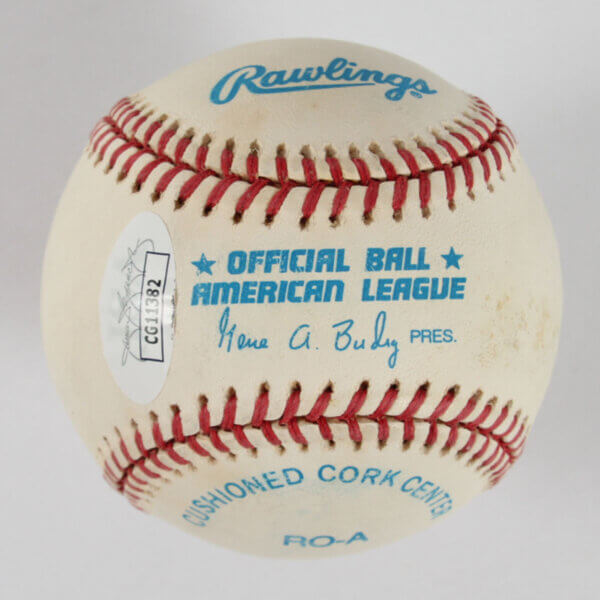 Rawlings
★ OFFICIAL BALL ★
AMERICAN LEAGUE
Gene A. Budig PRES.
CG11382
CUSHIONED CORK CENTER
RO-A